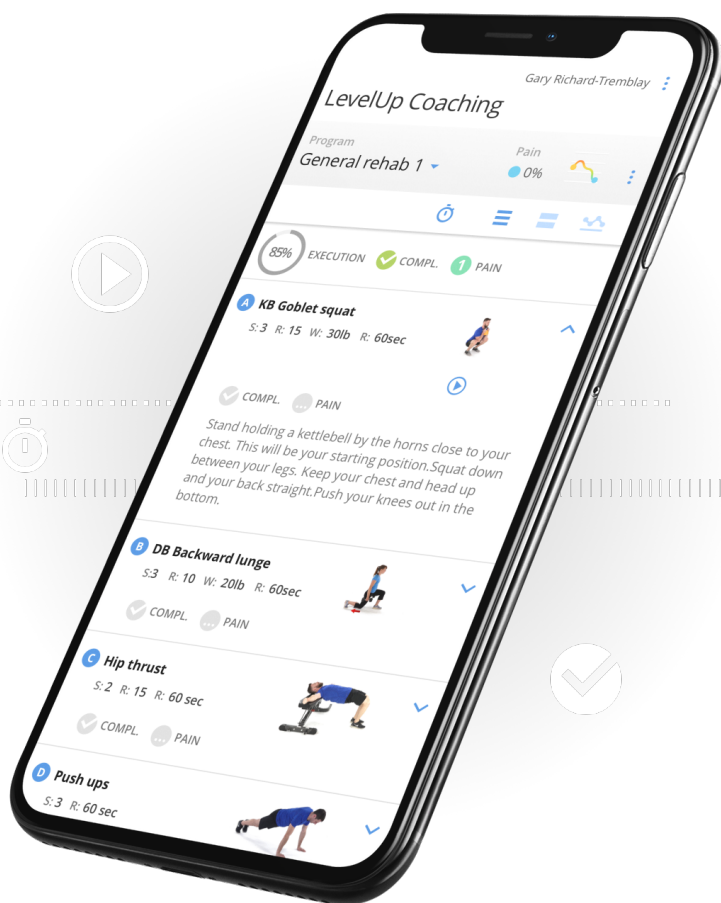 Gary Richard-Tremblay
LevelUp Coaching
Program
General rehab 1
Pain
0%
85%
EXECUTION
COMPL.
1
PAIN
A KB Goblet squat
S: 3 R: 15 W: 30lb R: 60sec
COMPL.
... PAIN
Stand holding a kettlebell by the horns close to your
chest. This will be your starting position.Squat down
between your legs. Keep your chest and head up
and your back straight.Push your knees out in the
bottom.
B DB Backward lunge
S:3 R: 10 W: 20lb R: 60sec
COMPL.
... PAIN
C Hip thrust
S: 2 R: 15 R: 60 sec
COMPL.
... PAIN
D Push ups
S: 3 R: 60 sec